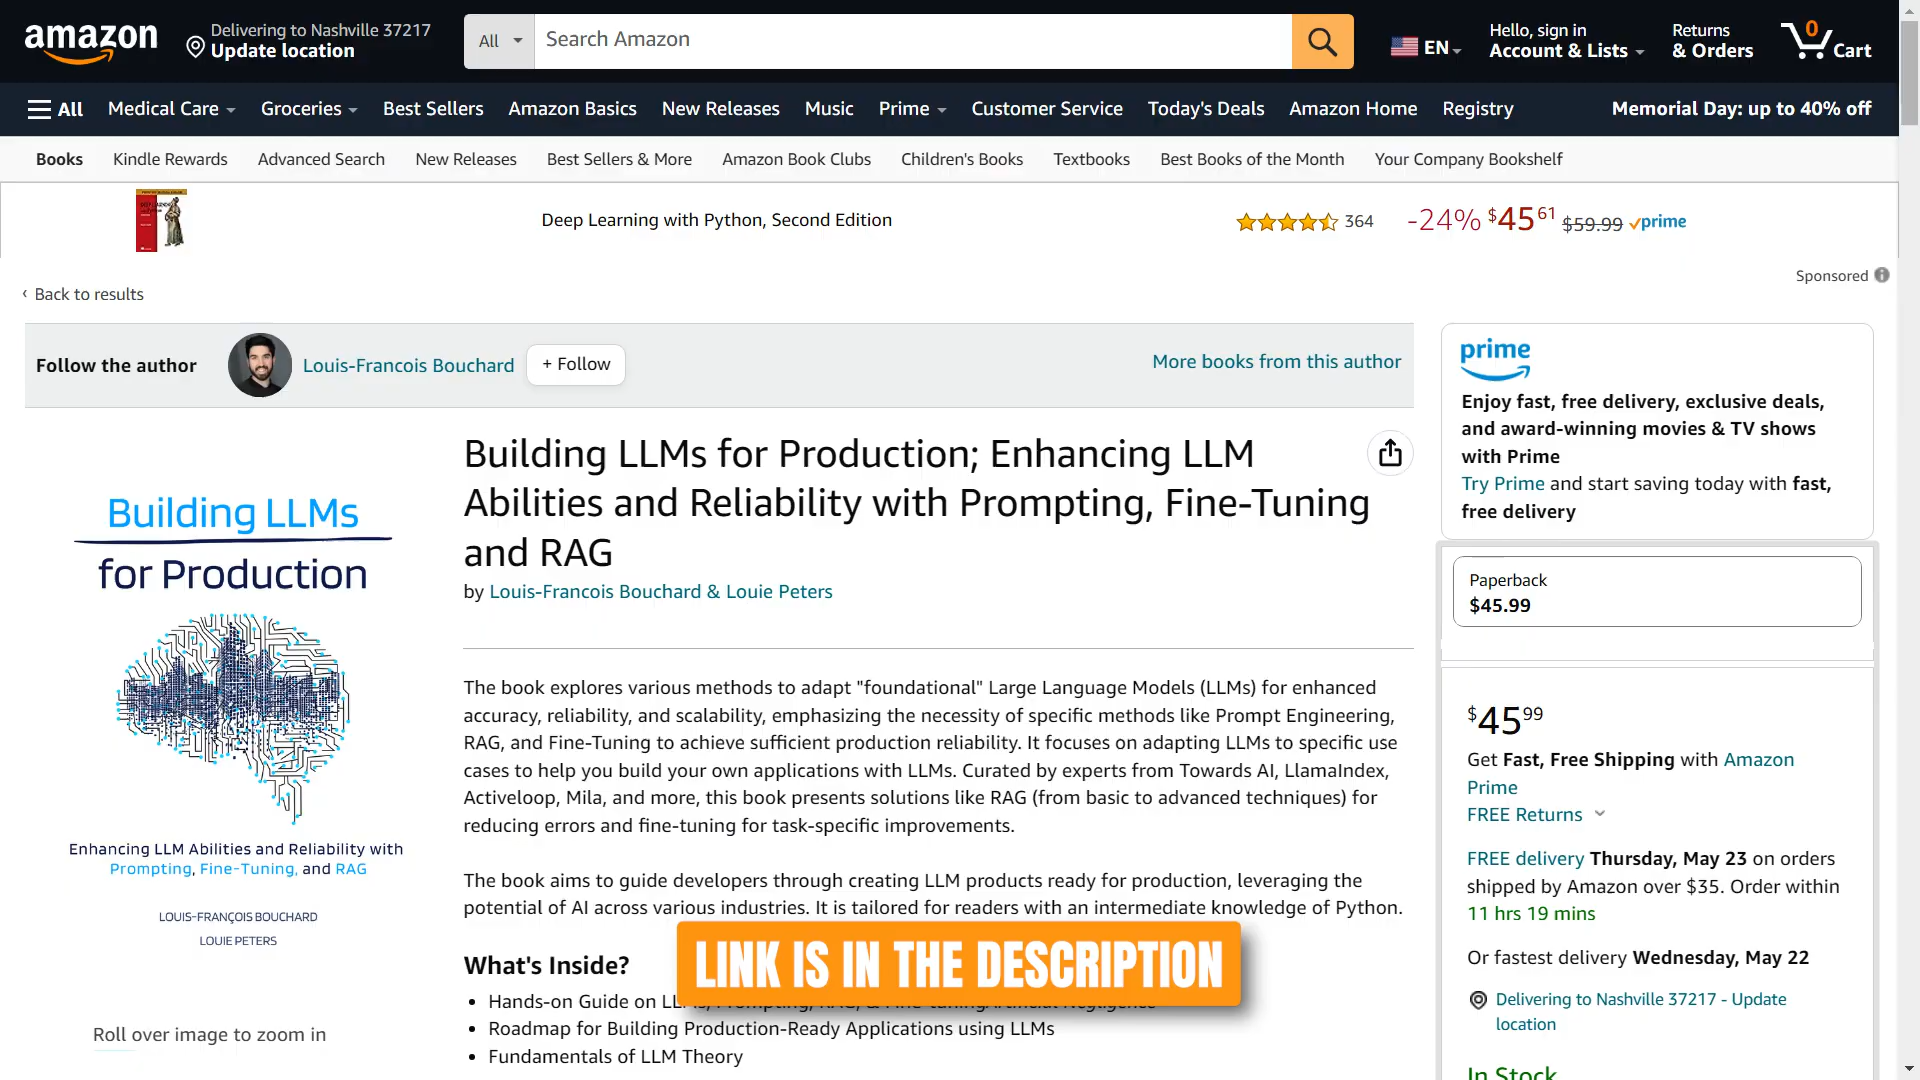 amazon
Delivering to Nashville 37217
Update location
All
Search Amazon
EN
Hello, sign in
Account & Lists
Returns
& Orders
0
Cart
All
Medical Care
Groceries
Best Sellers
Amazon Basics
New Releases
Music
Prime
Customer Service
Today's Deals
Amazon Home
Registry
Memorial Day: up to 40% off
Books
Kindle Rewards
Advanced Search
New Releases
Best Sellers & More
Amazon Book Clubs
Children's Books
Textbooks
Best Books of the Month
Your Company Bookshelf
Deep Learning with Python, Second Edition
364
-24% $45 61 $59.99 prime
Sponsored
‹ Back to results
Follow the author
Louis-Francois Bouchard
+ Follow
More books from this author
Building LLMs
for Production
Enhancing LLM Abilities and Reliability with
Prompting, Fine-Tuning, and RAG
LOUIS-FRANÇOIS BOUCHARD
LOUIE PETERS
Roll over image to zoom in
Building LLMs for Production; Enhancing LLM
Abilities and Reliability with Prompting, Fine-Tuning
and RAG
by Louis-Francois Bouchard & Louie Peters
The book explores various methods to adapt "foundational" Large Language Models (LLMs) for enhanced
accuracy, reliability, and scalability, emphasizing the necessity of specific methods like Prompt Engineering,
RAG, and Fine-Tuning to achieve sufficient production reliability. It focuses on adapting LLMs to specific use
cases to help you build your own applications with LLMs. Curated by experts from Towards AI, LlamaIndex,
Activeloop, Mila, and more, this book presents solutions like RAG (from basic to advanced techniques) for
reducing errors and fine-tuning for task-specific improvements.
The book aims to guide developers through creating LLM products ready for production, leveraging the
potential of AI across various industries. It is tailored for readers with an intermediate knowledge of Python.
What's Inside?
LINK IS IN THE DESCRIPTION
• Hands-on Guide on
• Roadmap for Building Production-Ready Applications using LLMs
• Fundamentals of LLM Theory
prime
Enjoy fast, free delivery, exclusive deals,
and award-winning movies & TV shows
with Prime
Try Prime and start saving today with fast,
free delivery
Paperback
$45.99
$45 99
Get Fast, Free Shipping with Amazon
Prime
FREE Returns
FREE delivery Thursday, May 23 on orders
shipped by Amazon over $35. Order within
11 hrs 19 mins
Or fastest delivery Wednesday, May 22
Delivering to Nashville 37217 - Update
location
In Stock